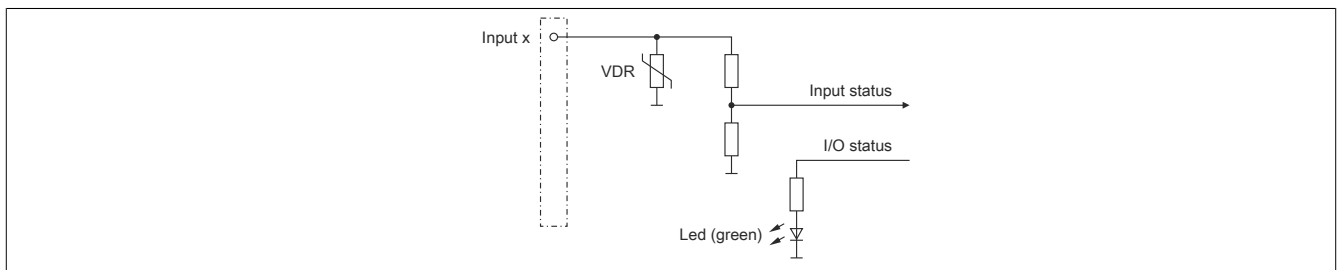 Input x
VDR
Input status
I/O status
Led (green)